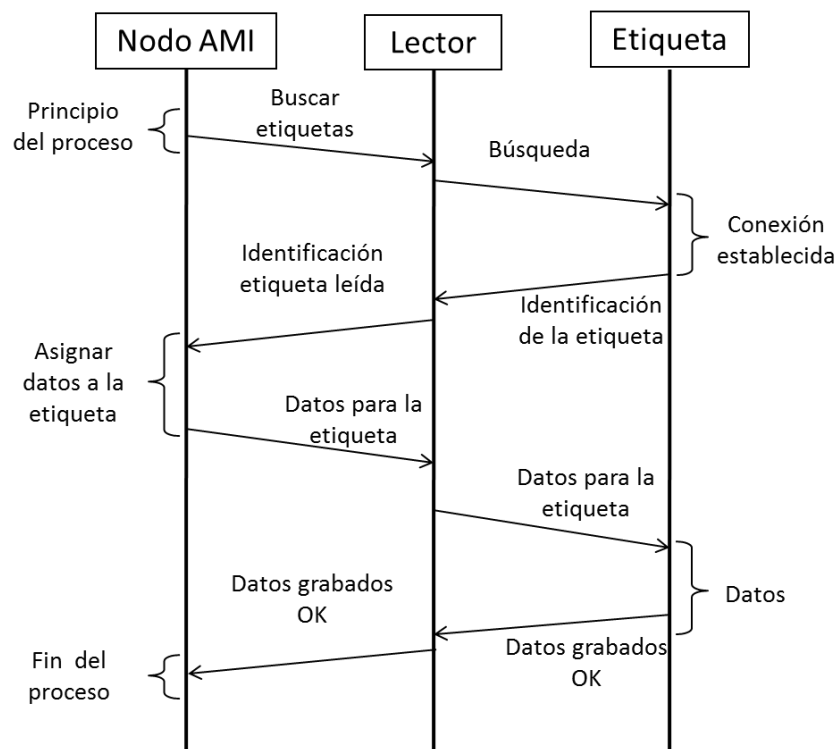 Nodo AMI
Lector
Etiqueta
Principio
del proceso
Buscar
etiquetas
Búsqueda
Conexión
establecida
Identificación
etiqueta leída
Identificación
de la etiqueta
Asignar
datos a la
etiqueta
Datos para la
etiqueta
Datos para la
etiqueta
Datos grabados
OK
Datos
Datos grabados
OK
Fin del
proceso